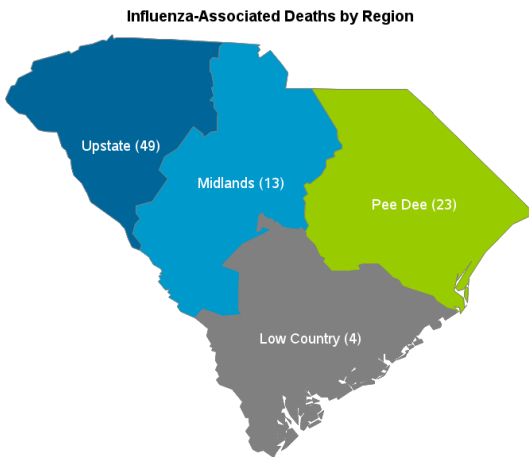 Influenza-Associated Deaths by Region
Upstate (49)
Midlands (13)
Pee Dee (23)
Low Country (4)